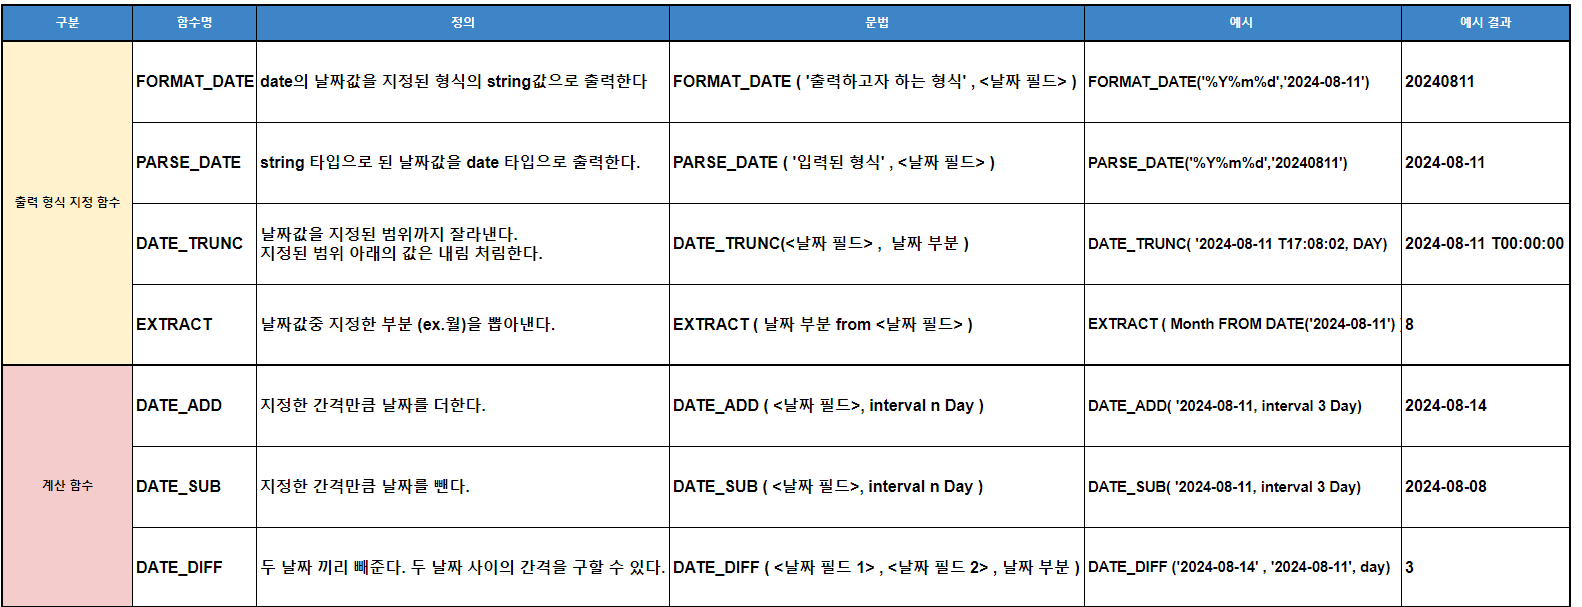 구분 함수명 정의 문법 예시 예시 결과
출력 형식 지정 함수
FORMAT_DATE date의 날짜값을 지정된 형식의 string값으로 출력한다 FORMAT_DATE ( '출력하고자 하는 형식' , <날짜 필드> ) FORMAT_DATE('%Y%m%d','2024-08-11') 20240811
PARSE_DATE string 타입으로 된 날짜값을 date 타입으로 출력한다. PARSE_DATE ( '입력된 형식' , <날짜 필드> ) PARSE_DATE('%Y%m%d','20240811') 2024-08-11
DATE_TRUNC 날짜값을 지정된 범위까지 잘라낸다.
지정된 범위 아래의 값은 내림 처림한다. DATE_TRUNC(<날짜 필드> , 날짜 부분 ) DATE_TRUNC( '2024-08-11 T17:08:02, DAY) 2024-08-11 T00:00:00
EXTRACT 날짜값중 지정한 부분 (ex.월)을 뽑아낸다. EXTRACT ( 날짜 부분 from <날짜 필드> ) EXTRACT ( Month FROM DATE('2024-08-11') ) 8
계산 함수
DATE_ADD 지정한 간격만큼 날짜를 더한다. DATE_ADD ( <날짜 필드>, interval n Day ) DATE_ADD( '2024-08-11, interval 3 Day) 2024-08-14
DATE_SUB 지정한 간격만큼 날짜를 뺀다. DATE_SUB ( <날짜 필드>, interval n Day ) DATE_SUB( '2024-08-11, interval 3 Day) 2024-08-08
DATE_DIFF 두 날짜 끼리 빼준다. 두 날짜 사이의 간격을 구할 수 있다. DATE_DIFF ( <날짜 필드 1> , <날짜 필드 2> , 날짜 부분 ) DATE_DIFF ('2024-08-14' , '2024-08-11', day) 3